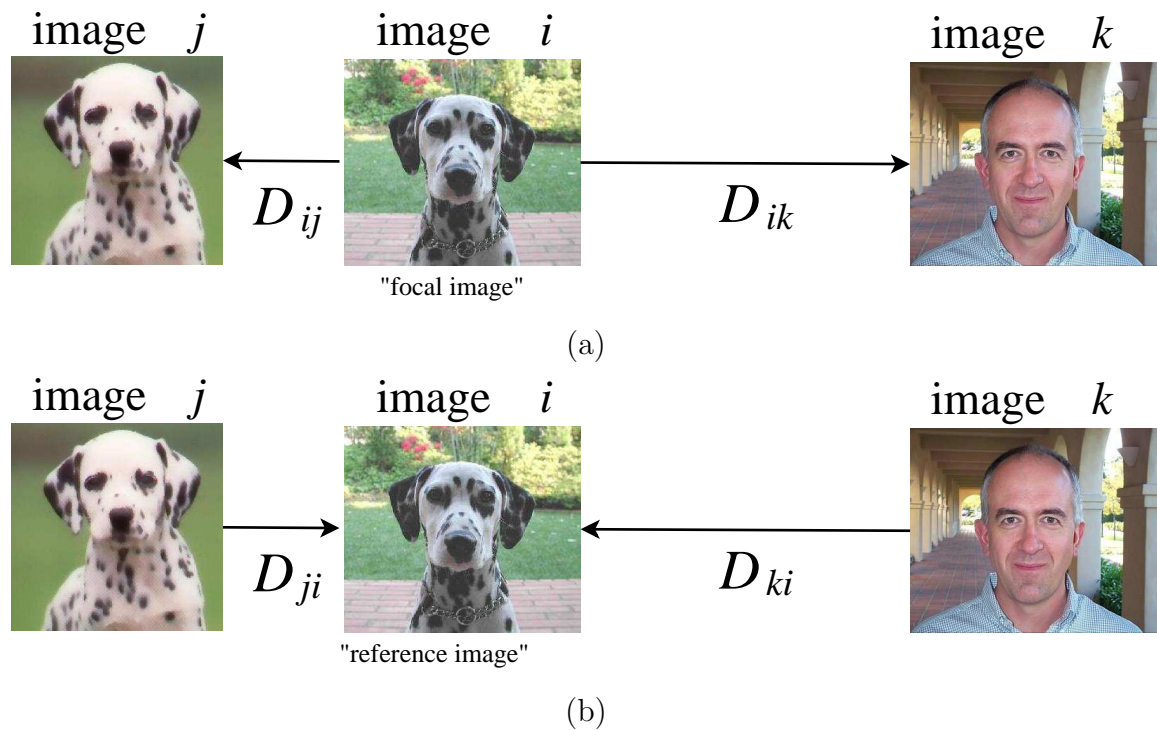 image j image i image k
D ij D ik
"focal image"
(a)
image j image i image k
D ji D ki
"reference image"
(b)